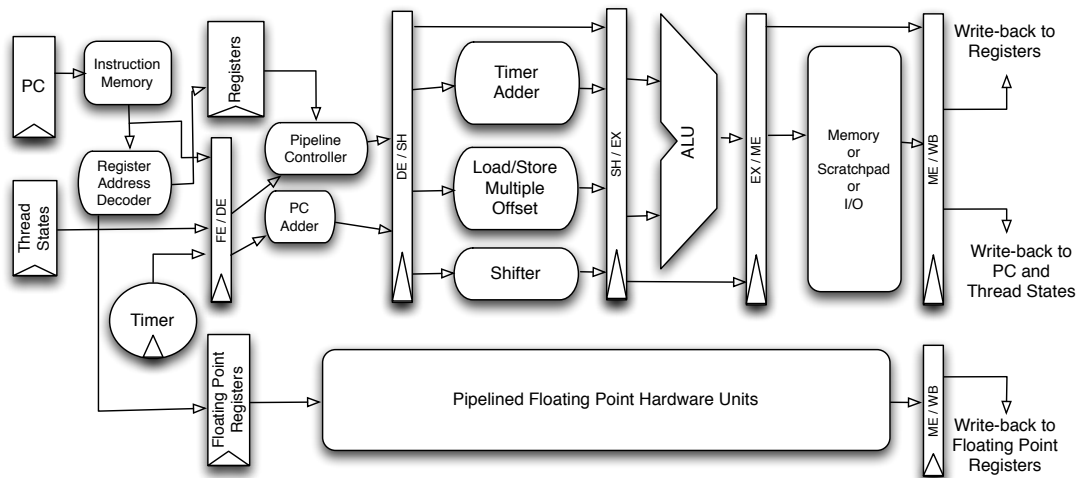 PC
Instruction
Memory
Registers
Register
Address
Decoder
Thread
States
FE / DE
Timer
Pipeline
Controller
PC
Adder
DE / SH
Timer
Adder
Load/Store
Multiple
Offset
Shifter
SH / EX
ALU
EX / ME
Memory
or
Scratchpad
or
I/O
ME / WB
Write-back to
Registers
Write-back to
PC and
Thread States
Floating Point
Registers
Pipelined Floating Point Hardware Units
ME / WB
Write-back to
Floating Point
Registers